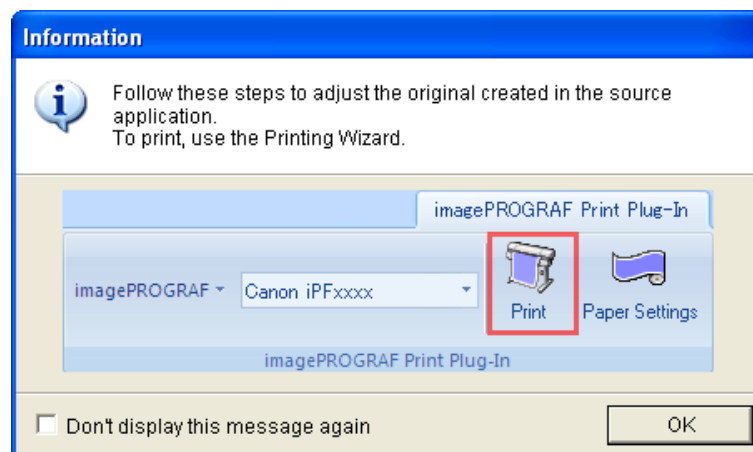 Information
Follow these steps to adjust the original created in the source
application.
To print, use the Printing Wizard.
imagePROGRAF Print Plug-In
imagePROGRAF
Canon iPFxxxx
Print
Paper Settings
imagePROGRAF Print Plug-In
Don't display this message again
OK